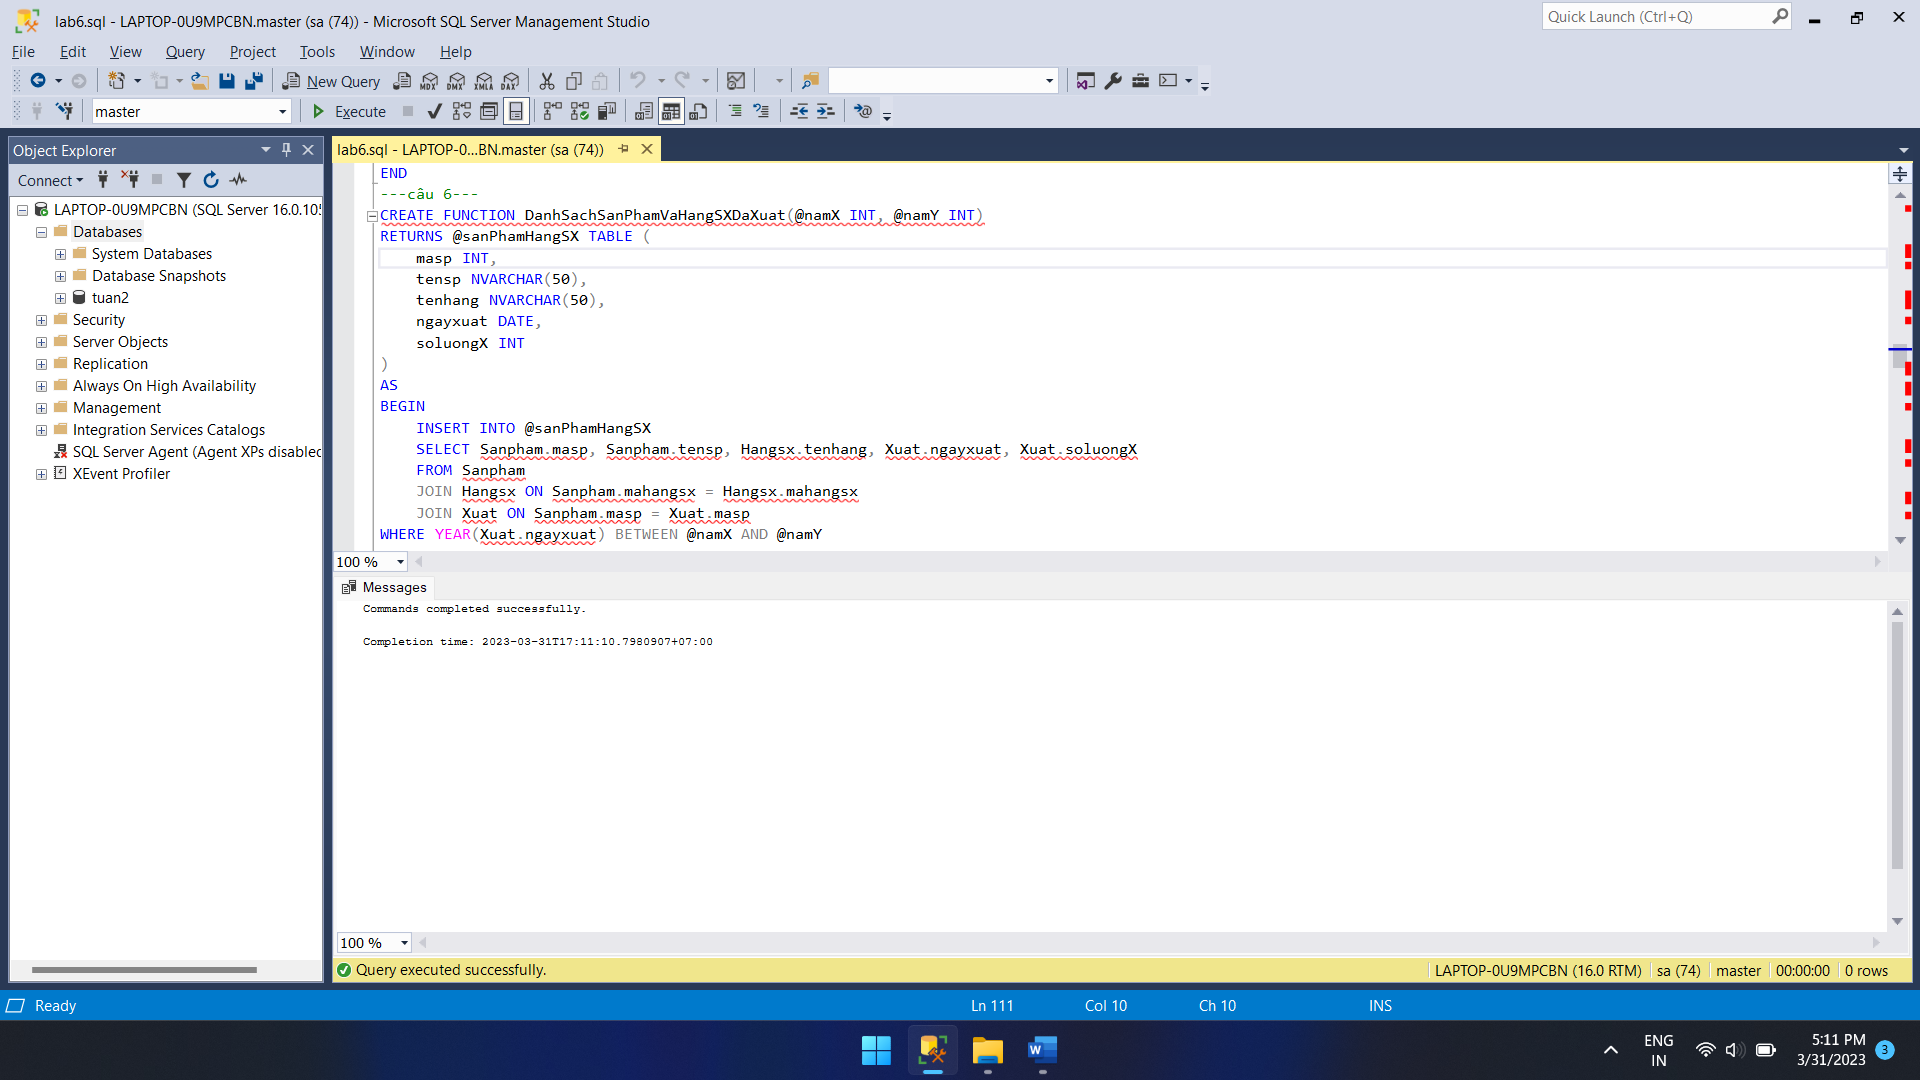 lab6.sql - LAPTOP-0U9MPCBN.master (sa (74)) - Microsoft SQL Server Management Studio
Quick Launch (Ctrl+Q)
File Edit View Query Project Tools Window Help
New Query
MDX DMX XMLA DAX
master
Execute
Object Explorer
Connect
LAPTOP-0U9MPCBN (SQL Server 16.0.105
Databases
System Databases
Database Snapshots
tuan2
Security
Server Objects
Replication
Always On High Availability
Management
Integration Services Catalogs
SQL Server Agent (Agent XPs disabled
XEvent Profiler
lab6.sql - LAPTOP-0...BN.master (sa (74))
END
---câu 6---
CREATE FUNCTION DanhSachSanPhamVaHangSXDaXuat(@namX INT, @namY INT)
RETURNS @sanPhamHangSX TABLE (
masp INT,
tensp NVARCHAR(50),
tenhang NVARCHAR(50),
ngayxuat DATE,
soluongX INT
)
AS
BEGIN
INSERT INTO @sanPhamHangSX
SELECT Sanpham.masp, Sanpham.tensp, Hangsx.tenhang, Xuat.ngayxuat, Xuat.soluongX
FROM Sanpham
JOIN Hangsx ON Sanpham.mahangsx = Hangsx.mahangsx
JOIN Xuat ON Sanpham.masp = Xuat.masp
WHERE YEAR(Xuat.ngayxuat) BETWEEN @namX AND @namY
100 %
Messages
Commands completed successfully.
Completion time: 2023-03-31T17:11:10.7980907+07:00
100 %
Query executed successfully.
LAPTOP-0U9MPCBN (16.0 RTM) sa (74) master 00:00:00 0 rows
Ready
Ln 111 Col 10 Ch 10 INS
W
ENG
IN
5:11 PM
3/31/2023
3